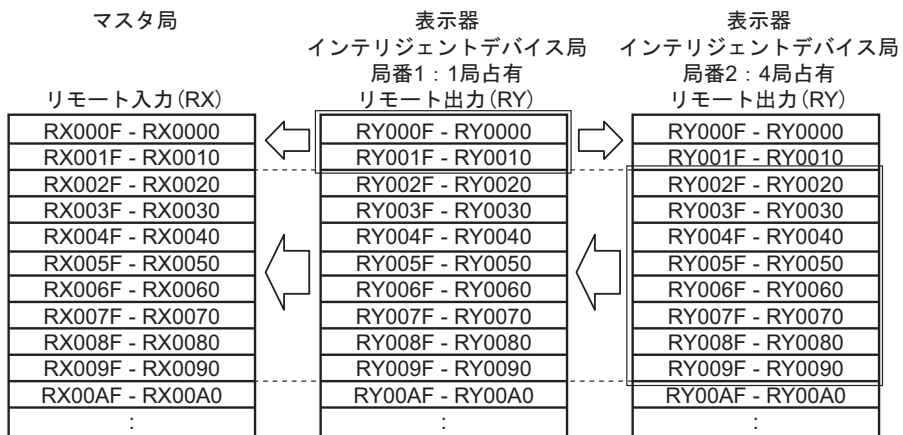 マスタ局
リモート入力(RX)
RX000F - RX0000
RX001F - RX0010
RX002F - RX0020
RX003F - RX0030
RX004F - RX0040
RX005F - RX0050
RX006F - RX0060
RX007F - RX0070
RX008F - RX0080
RX009F - RX0090
RX00AF - RX00A0
:
表示器
インテリジェントデバイス局
局番1：1局占有
リモート出力(RY)
RY000F - RY0000
RY001F - RY0010
RY002F - RY0020
RY003F - RY0030
RY004F - RY0040
RY005F - RY0050
RY006F - RY0060
RY007F - RY0070
RY008F - RY0080
RY009F - RY0090
RY00AF - RY00A0
:
表示器
インテリジェントデバイス局
局番2：4局占有
リモート出力(RY)
RY000F - RY0000
RY001F - RY0010
RY002F - RY0020
RY003F - RY0030
RY004F - RY0040
RY005F - RY0050
RY006F - RY0060
RY007F - RY0070
RY008F - RY0080
RY009F - RY0090
RY00AF - RY00A0
: